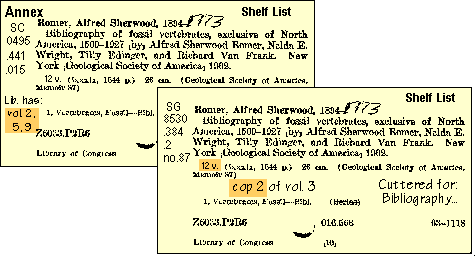 Annex Shelf List
SC Romer, Alfred Sherwood, 1894-1973
0495 Bibliography of fossil vertebrates, exclusive of North
.441 America, 1509-1927 [by] Alfred Sherwood Romer, Nelda E.
.015 Wright, Tilly Edinger, and Richard Van Frank. New
York, Geological Society of America, 1962.
12 v. (lxxxix, 1544 p.) 26 cm. (Geological Society of America.
Memoir 87)
Lib. has:
vol 2,
5, 9
1. Vertebrates, Fossil—Bibl.
Z6033.P2R6
Library of Congress
Shelf List
SG Romer, Alfred Sherwood, 1894-1973
8530 Bibliography of fossil vertebrates, exclusive of North
.384 America, 1509-1927 [by] Alfred Sherwood Romer, Nelda E.
.2 Wright, Tilly Edinger, and Richard Van Frank. New
no.87 York, Geological Society of America, 1962.
12 v. (lxxxix, 1544 p.) 26 cm. (Geological Society of America.
Memoir 87)
cop 2 of vol. 3
Cuttered for:
Bibliography...
1. Vertebrates, Fossil—Bibl. (Series)
Z6033.P2R6 016.566 63-1118
Library of Congress